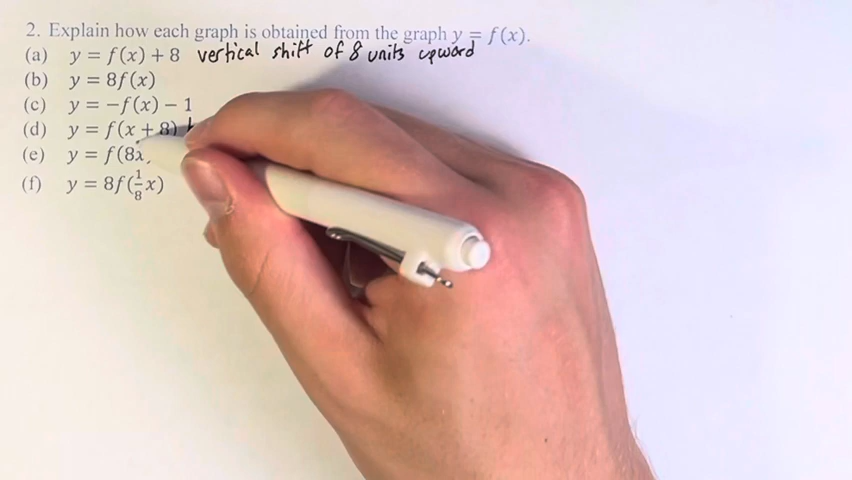 2. Explain how each graph is obtained from the graph y = f(x).
(a) y = f(x) + 8 vertical shift of 8 units upward
(b) y = 8f(x)
(c) y = −f(x) − 1
(d) y = f(x + 8)
(e) y = f(8x
(f) y = 8f(1/8 x)